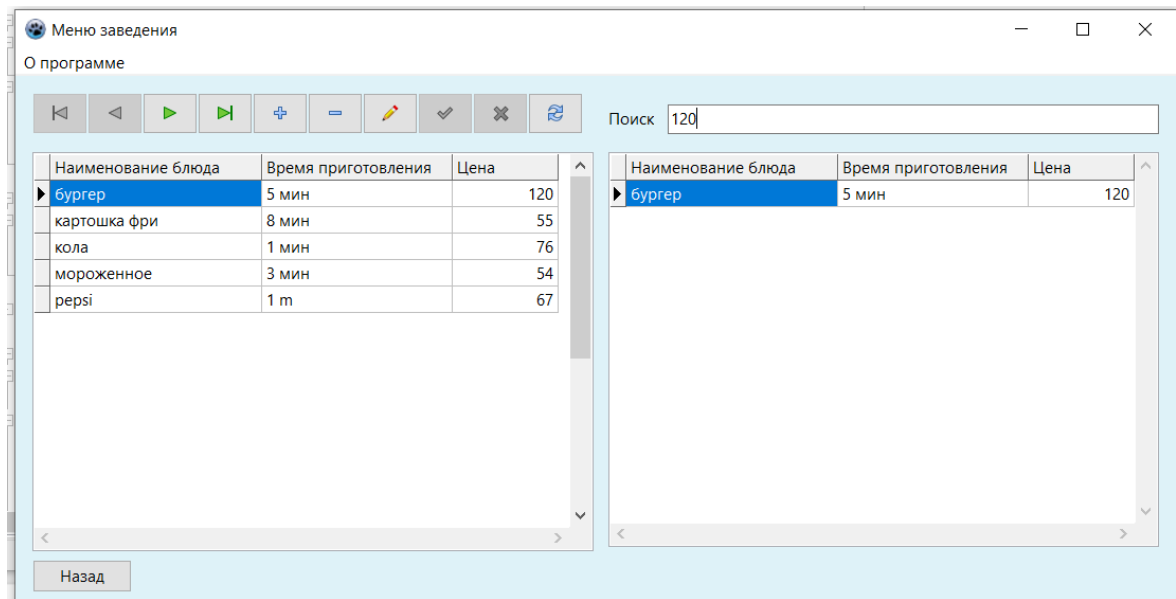 Меню заведения
О программе
Поиск 120
Наименование блюда Время приготовления Цена
бургер 5 мин 120
картошка фри 8 мин 55
кола 1 мин 76
мороженное 3 мин 54
pepsi 1 m 67
Наименование блюда Время приготовления Цена
бургер 5 мин 120
Назад